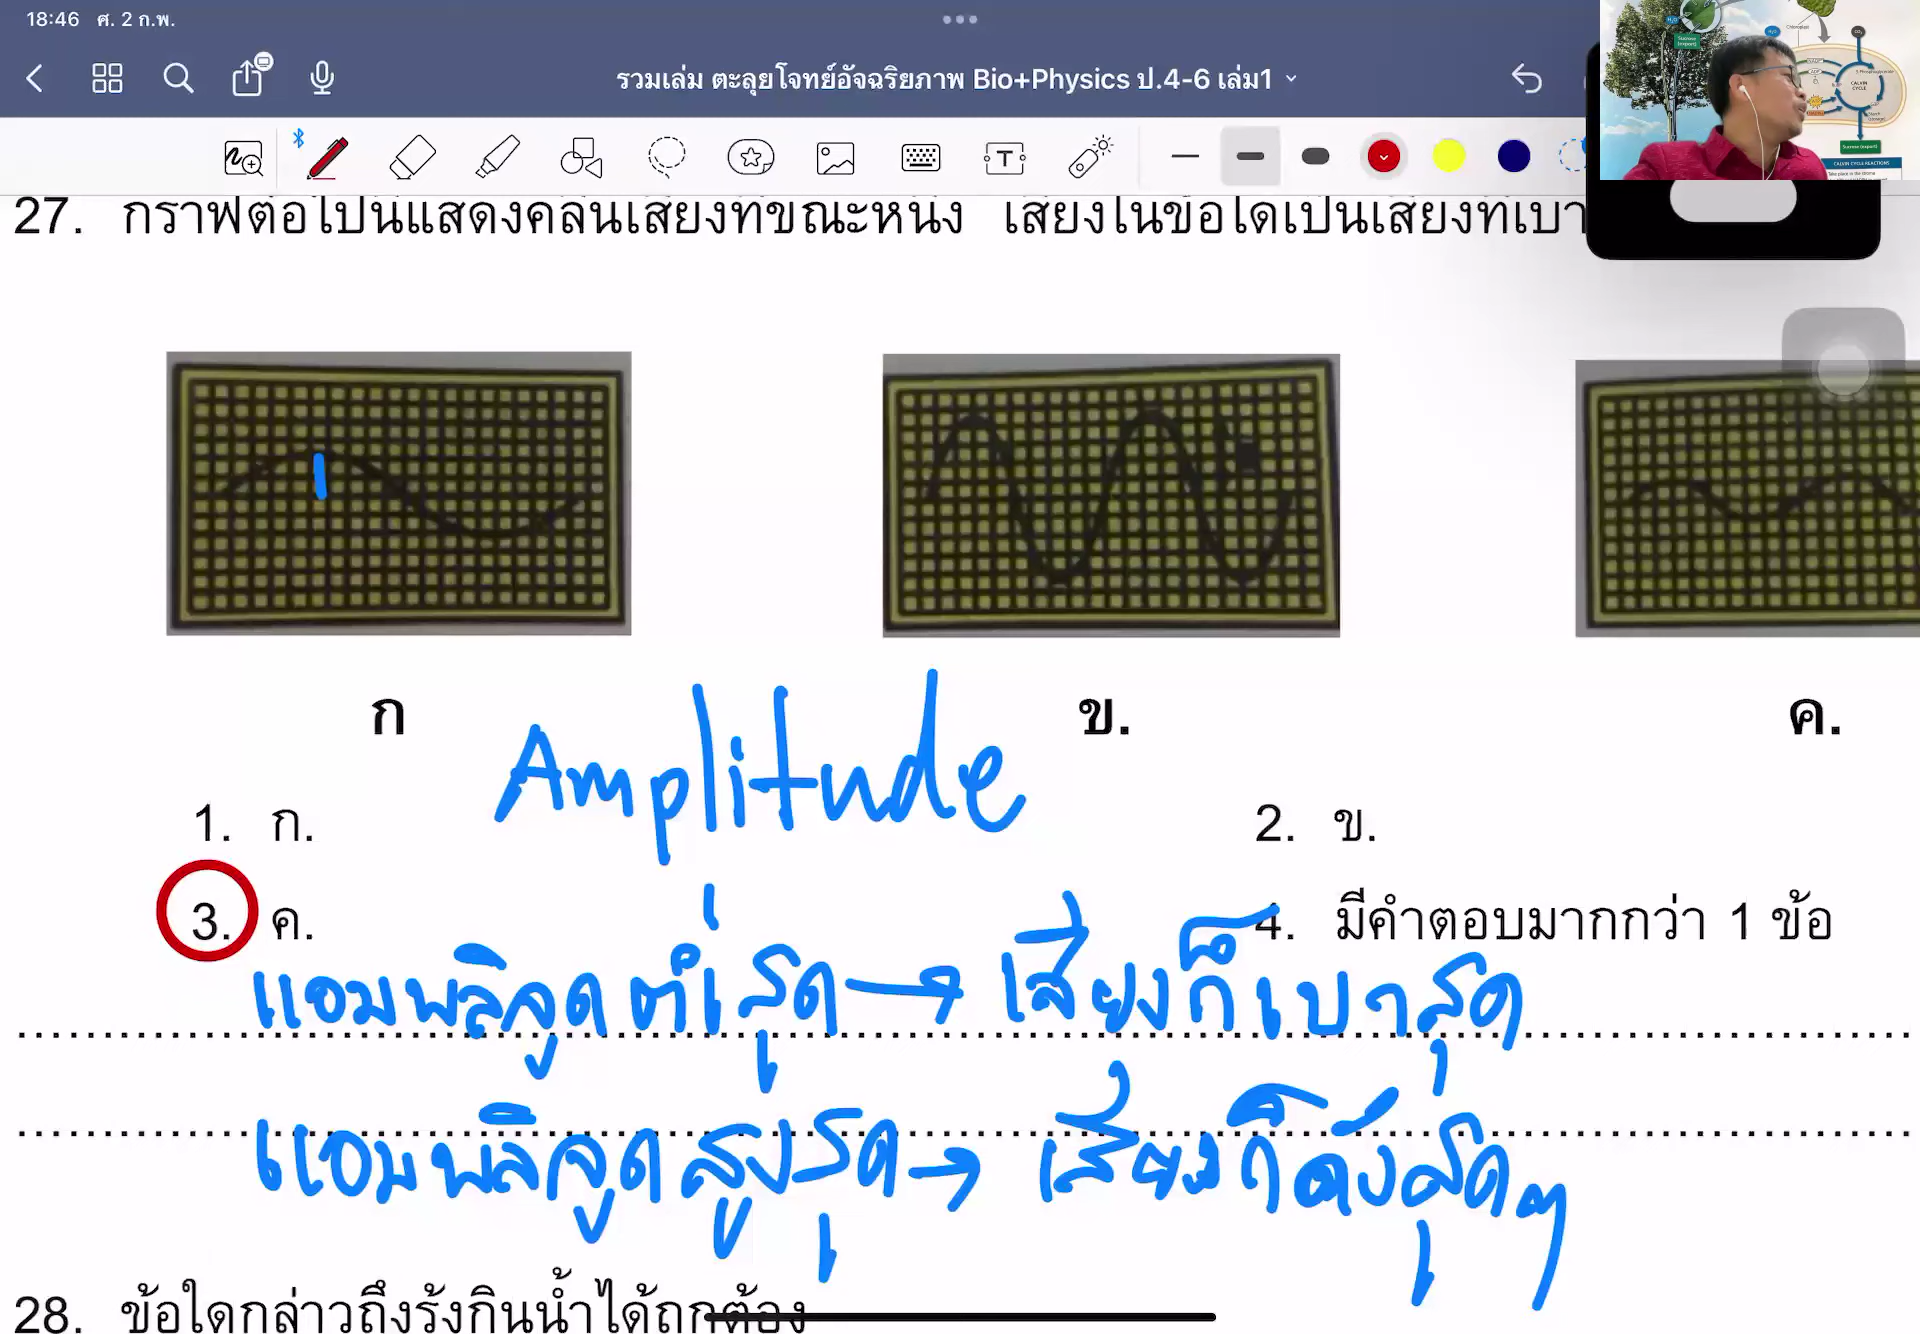 18:46 ศ. 2 ก.พ.
รวมเล่ม ตะลุยโจทย์อัจฉริยภาพ Bio+Physics ป.4-6 เล่ม1
27. กราฟต่อไปนี้แสดงคลื่นเสียงที่ขณะหนึ่ง เสียงในข้อใดเป็นเสียงที่เบา
ก ข. ค.
Amplitude
1. ก. 2. ข.
3. ค. 4. มีคำตอบมากกว่า 1 ข้อ
แอมพลิจูดต่ำสุด → เสียงก็เบาสุด
แอมพลิจูดสูงสุด → เสียงก็ดังสุดๆ
28. ข้อใดกล่าวถึงรุ้งกินน้ำได้ถูกต้อง
CALVIN CYCLE
Sucrose (export)
CALVIN CYCLE REACTIONS